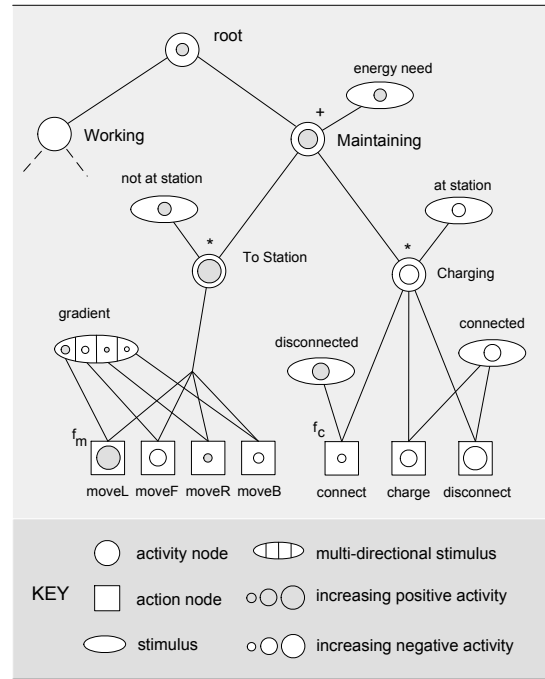 root
energy need
+
Working
Maintaining
not at station
at station
*
*
To Station
Charging
gradient
disconnected
connected
fm
fc
moveL moveF moveR moveB connect charge disconnect
activity node
multi-directional stimulus
KEY
action node
increasing positive activity
stimulus
increasing negative activity